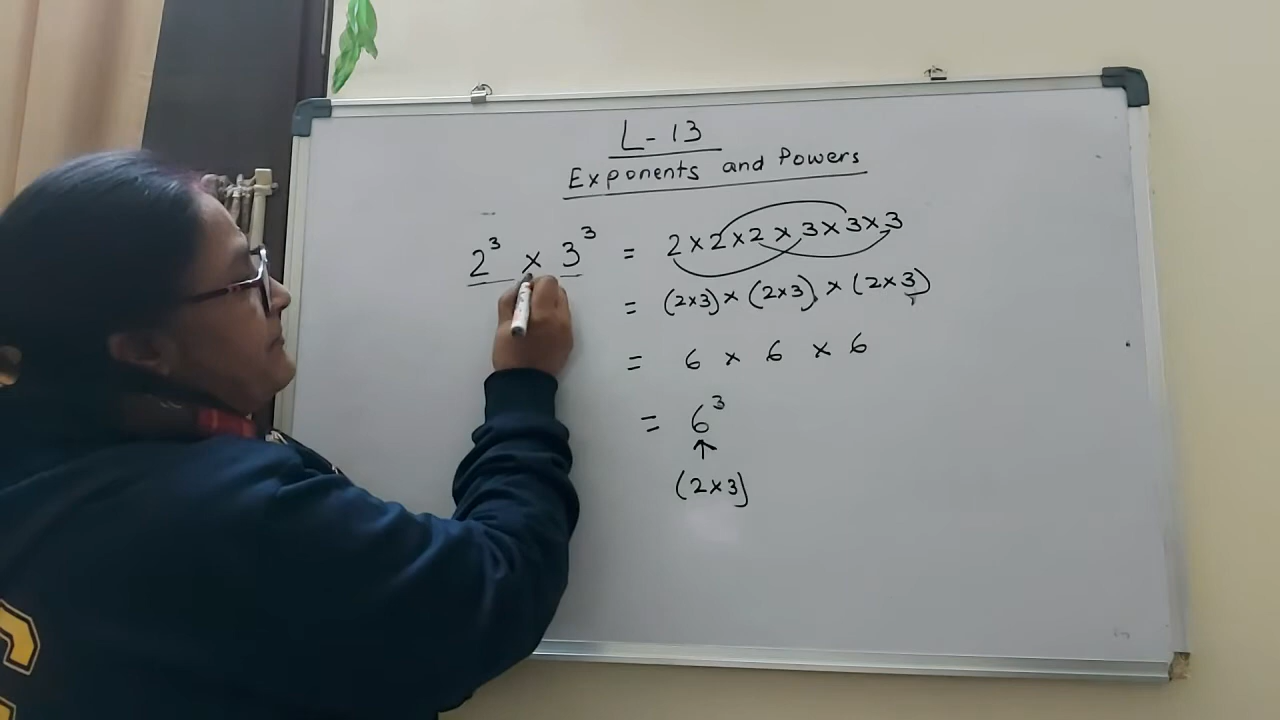 L-13
Exponents and Powers
2³ × 3³ = 2×2×2×3×3×3
= (2×3)×(2×3)×(2×3)
= 6 × 6 × 6
= 6³
↑
(2×3)